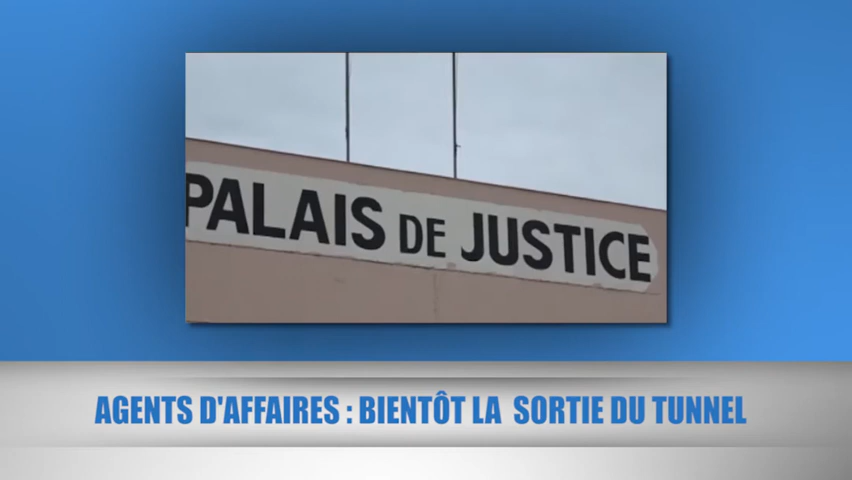 PALAIS DE JUSTICE
AGENTS D'AFFAIRES : BIENTÔT LA SORTIE DU TUNNEL